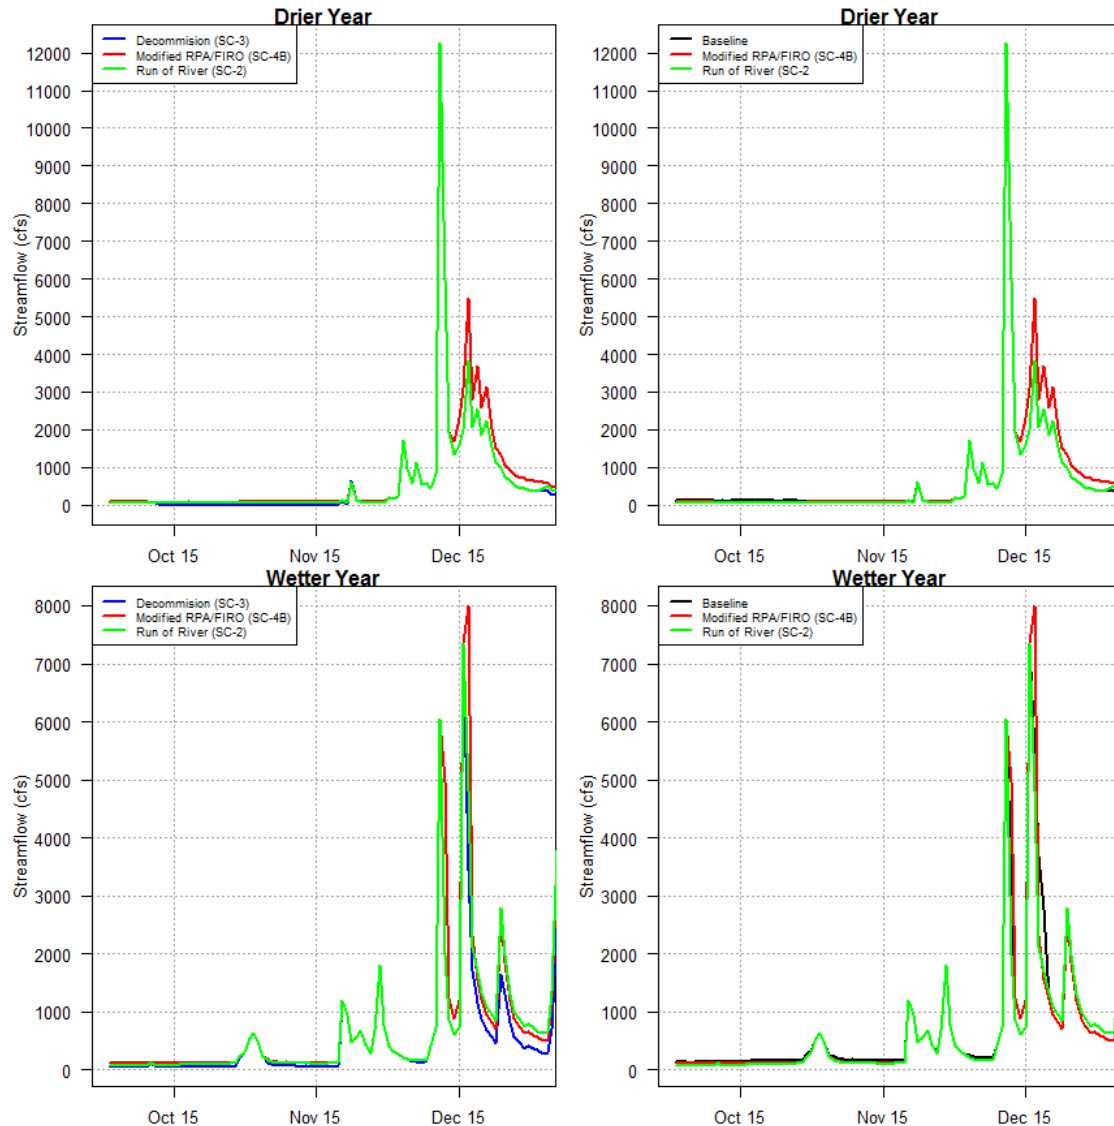 Drier Year
Decommision (SC-3)
Modified RPA/FIRO (SC-4B)
Run of River (SC-2)
12000
11000
10000
9000
8000
7000
6000
5000
4000
3000
2000
1000
0
Streamflow (cfs)
Oct 15
Nov 15
Dec 15
Drier Year
Baseline
Modified RPA/FIRO (SC-4B)
Run of River (SC-2
12000
11000
10000
9000
8000
7000
6000
5000
4000
3000
2000
1000
0
Streamflow (cfs)
Oct 15
Nov 15
Dec 15
Wetter Year
Decommision (SC-3)
Modified RPA/FIRO (SC-4B)
Run of River (SC-2)
8000
7000
6000
5000
4000
3000
2000
1000
0
Streamflow (cfs)
Oct 15
Nov 15
Dec 15
Wetter Year
Baseline
Modified RPA/FIRO (SC-4B)
Run of River (SC-2)
8000
7000
6000
5000
4000
3000
2000
1000
0
Streamflow (cfs)
Oct 15
Nov 15
Dec 15